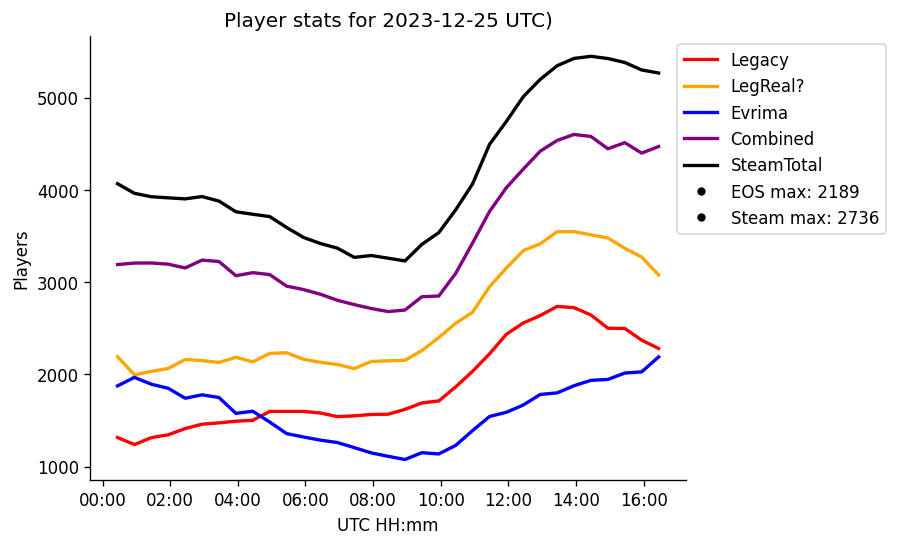 Player stats for 2023-12-25 UTC)
Players
5000
4000
3000
2000
1000
00:00 02:00 04:00 06:00 08:00 10:00 12:00 14:00 16:00
UTC HH:mm
Legacy
LegReal?
Evrima
Combined
SteamTotal
EOS max: 2189
Steam max: 2736